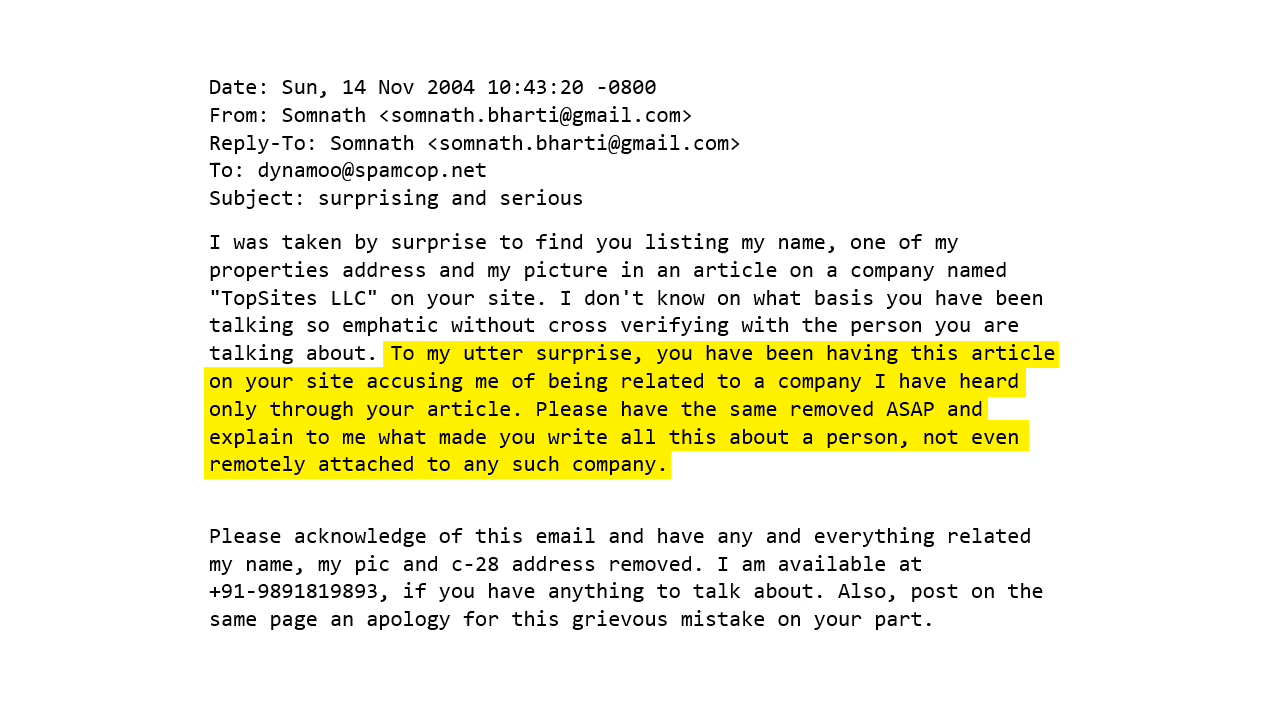 Date: Sun, 14 Nov 2004 10:43:20 -0800
From: Somnath <somnath.bharti@gmail.com>
Reply-To: Somnath <somnath.bharti@gmail.com>
To: dynamoo@spamcop.net
Subject: surprising and serious
I was taken by surprise to find you listing my name, one of my
properties address and my picture in an article on a company named
"TopSites LLC" on your site. I don't know on what basis you have been
talking so emphatic without cross verifying with the person you are
talking about. To my utter surprise, you have been having this article
on your site accusing me of being related to a company I have heard
only through your article. Please have the same removed ASAP and
explain to me what made you write all this about a person, not even
remotely attached to any such company.
Please acknowledge of this email and have any and everything related
my name, my pic and c-28 address removed. I am available at
+91-9891819893, if you have anything to talk about. Also, post on the
same page an apology for this grievous mistake on your part.